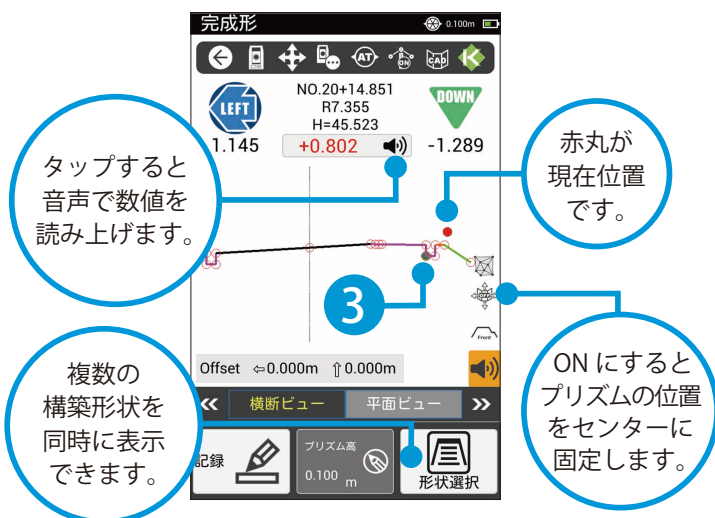 完成形
0.100m
AT
ON
CAD
LEFT
NO.20+14.851
R7.355
H=45.523
DOWN
1.145
+0.802
-1.289
タップすると
音声で数値を
読み上げます。
赤丸が
現在位置
です。
3
Front
ON にすると
プリズムの位置
をセンターに
固定します。
Offset ⇦0.000m ⇧0.000m
複数の
構築形状を
同時に表示
できます。
« 横断ビュー 平面ビュー »
記録
プリズム高
0.100 m
形状選択